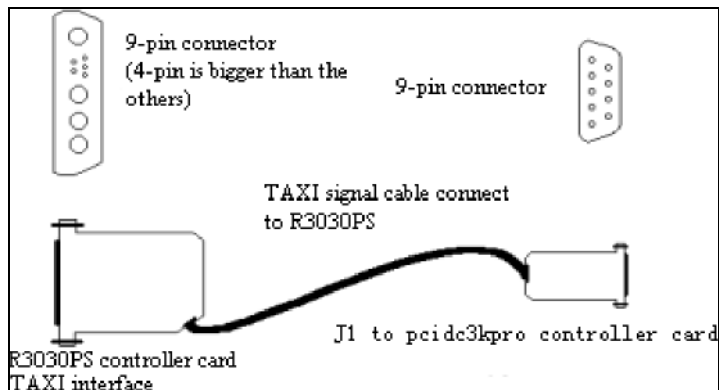 9-pin connector
(4-pin is bigger than the
others)
9-pin connector
TAXI signal cable connect
to R3030PS
J1 to pcidc3kpro controller card
R3030PS controller card
TAXI interface